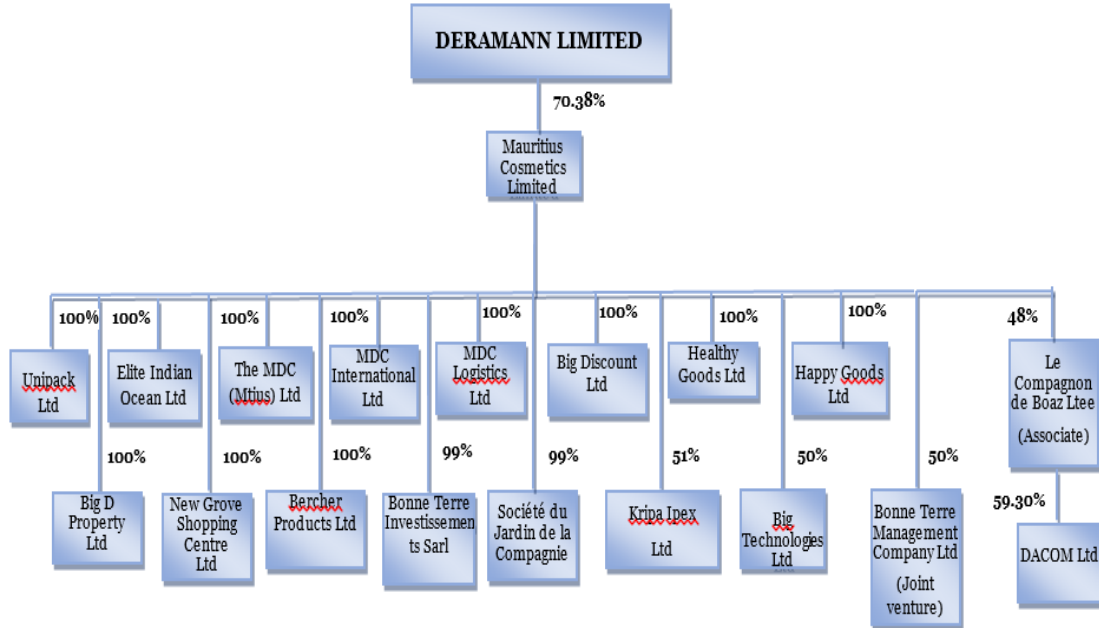 DERAMANN LIMITED
70.38%
Mauritius
Cosmetics
Limited
100%
100%
100%
100%
100%
100%
100%
100%
48%
Unipack
Ltd
Elite Indian
Ocean Ltd
The MDC
(Mtius) Ltd
MDC
International
Ltd
MDC
Logistics
Ltd
Big Discount
Ltd
Healthy
Goods Ltd
Happy Goods
Ltd
Le
Compagnon
de Boaz Ltee
(Associate)
100%
100%
100%
99%
99%
51%
50%
50%
59.30%
Big D
Property
Ltd
New Grove
Shopping
Centre
Ltd
Bercher
Products Ltd
Bonne Terre
Investissemen
ts Sarl
Société du
Jardin de la
Compagnie
Kripa Ipex
Ltd
Big
Technologies
Ltd
Bonne Terre
Management
Company Ltd
(Joint
venture)
DACOM Ltd